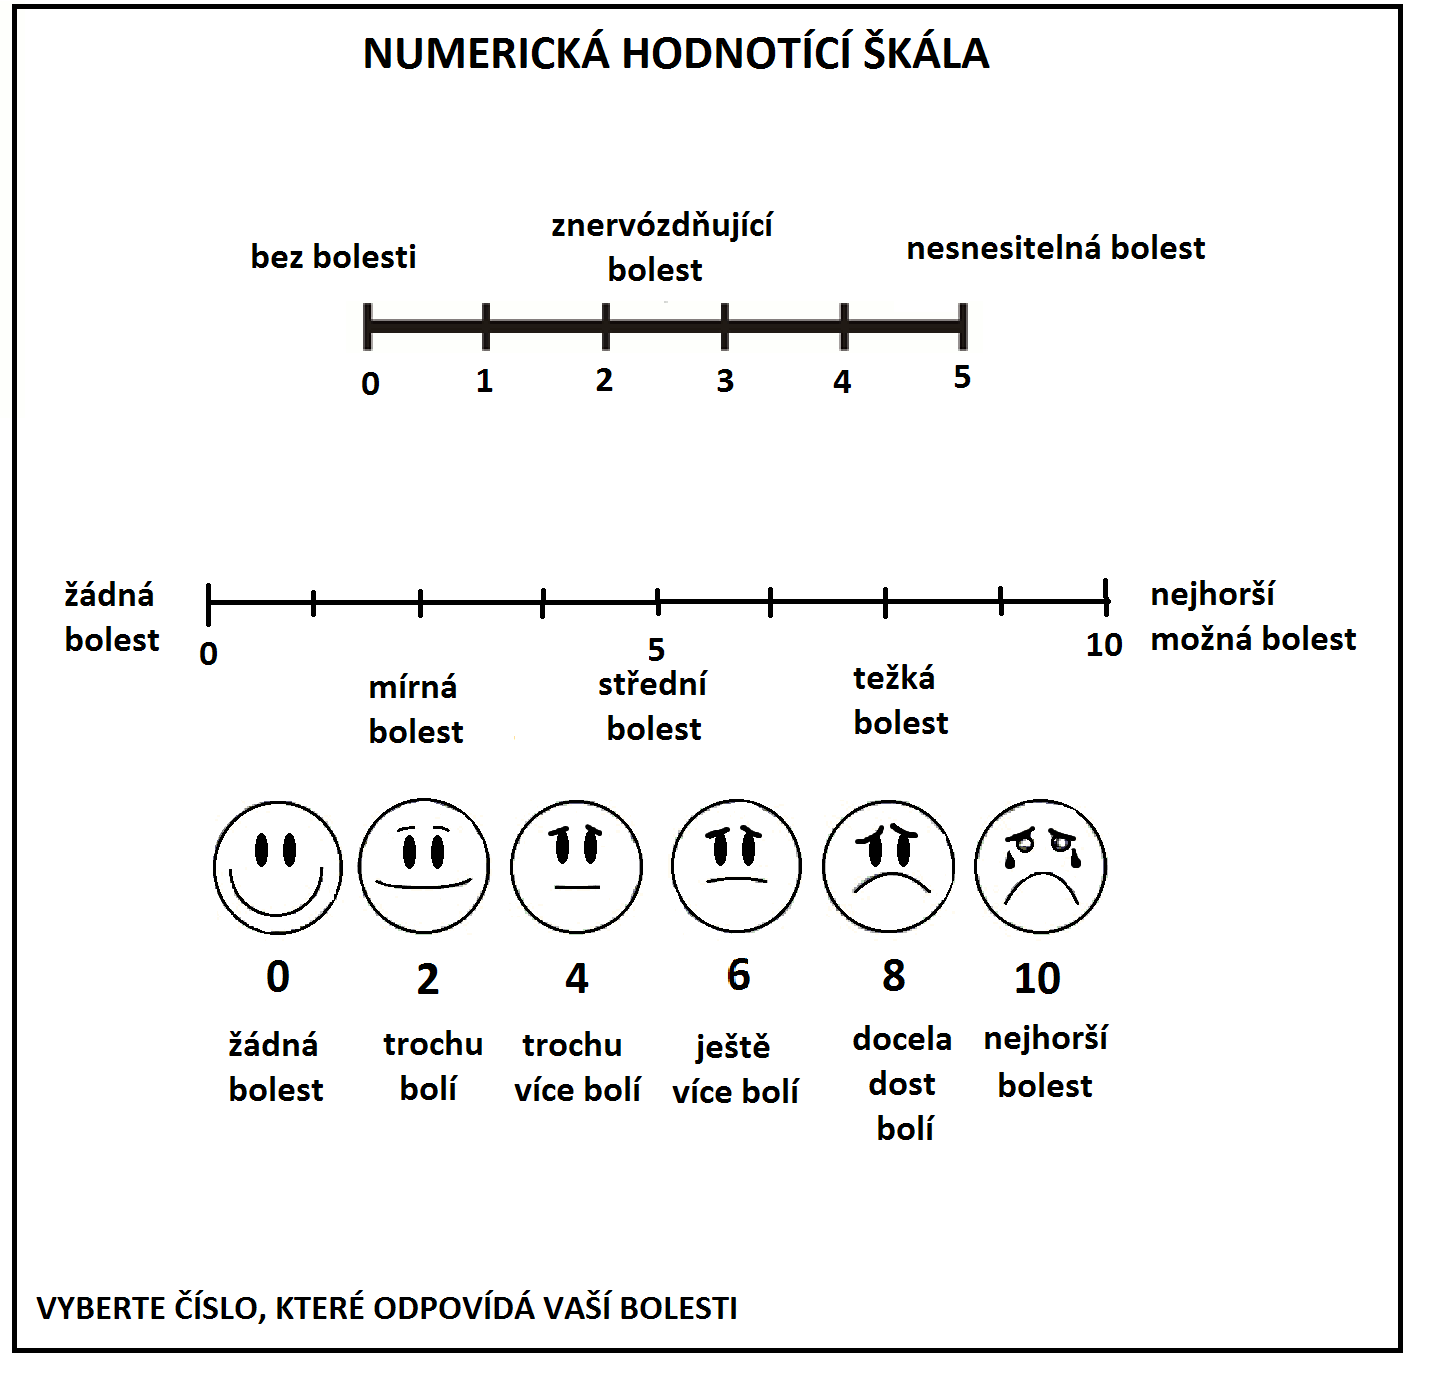 NUMERICKÁ HODNOTÍCÍ ŠKÁLA
bez bolesti
znervózdňující
bolest
nesnesitelná bolest
0 1 2 3 4 5
žádná
bolest
nejhorší
možná bolest
0 5 10
mírná
bolest
střední
bolest
težká
bolest
0 2 4 6 8 10
žádná
bolest
trochu
bolí
trochu
více bolí
ještě
více bolí
docela
dost
bolí
nejhorší
bolest
VYBERTE ČÍSLO, KTERÉ ODPOVÍDÁ VAŠÍ BOLESTI